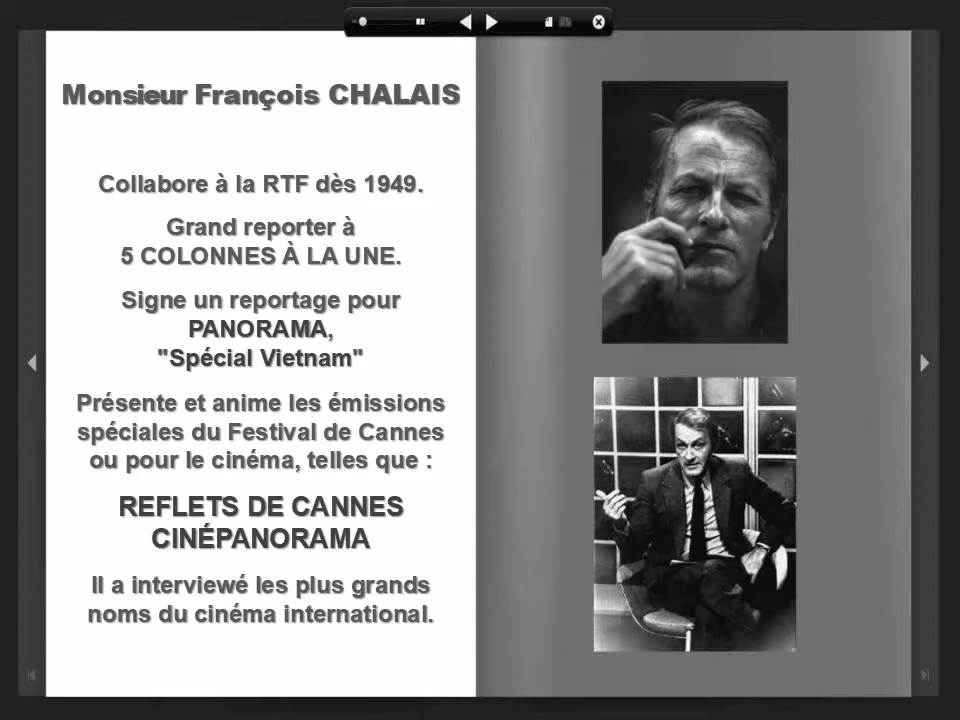 Monsieur François CHALAIS
Collabore à la RTF dès 1949.
Grand reporter à
5 COLONNES À LA UNE.
Signe un reportage pour
PANORAMA,
"Spécial Vietnam"
Présente et anime les émissions
spéciales du Festival de Cannes
ou pour le cinéma, telles que :
REFLETS DE CANNES
CINÉPANORAMA
Il a interviewé les plus grands
noms du cinéma international.